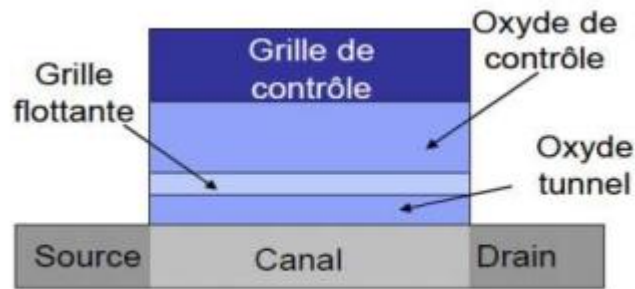 Grille
flottante
Grille de
contrôle
Oxyde de
contrôle
Oxyde
tunnel
Source
Canal
Drain